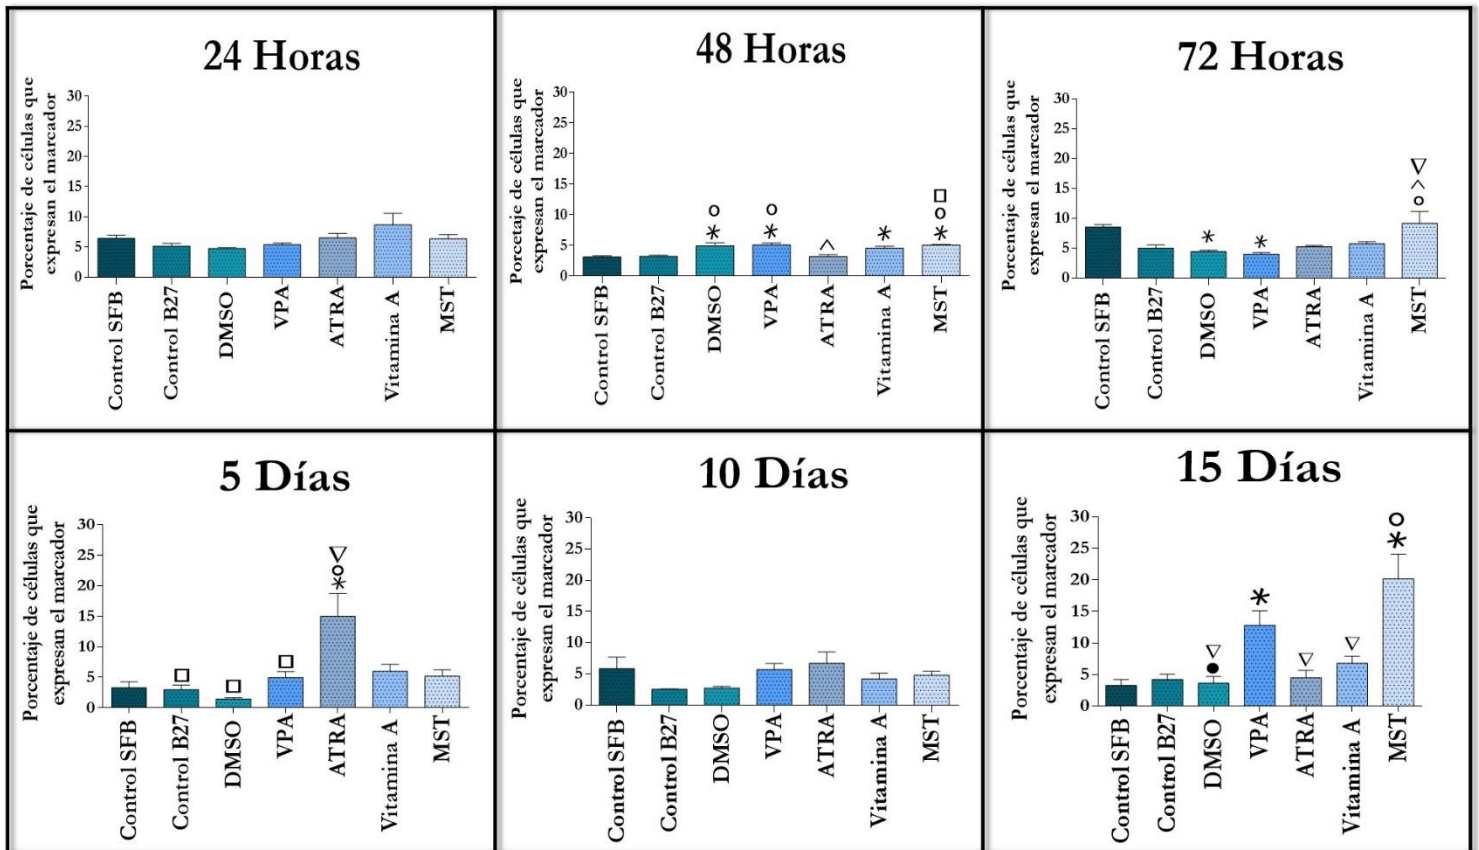 24 Horas
Porcentaje de células que
expresan el marcador
30
25
20
15
10
5
0
Control SFB
Control B27
DMSO
VPA
ATRA
Vitamina A
MST
48 Horas
Porcetaje de células que
expresan el marcador
30
25
20
15
10
5
0
○
*
○
*
^
*
□
○
*
Control SFB
Control B27
DMSO
VPA
ATRA
Vitamina A
MST
72 Horas
Porcentaje de células que
expresan el marcador
30
25
20
15
10
5
0
*
*
▽
^
○
Control SFB
Control B27
DMSO
VPA
ATRA
Vitamina A
MST
5 Días
Porcentaje de células que
expresan el marcador
30
25
20
15
10
5
0
□
□
□
▽
○
*
Control SFB
Control B27
DMSO
VPA
ATRA
Vitamina A
MST
10 Días
Porcentaje de células que
expresan el marcador
30
25
20
15
10
5
0
Control SFB
Control B27
DMSO
VPA
ATRA
Vitamina A
MST
15 Días
Porcentaje de células que
expresan el marcador
30
25
20
15
10
5
0
▽
●
*
▽
▽
○
*
Control SFB
Control B27
DMSO
VPA
ATRA
Vitamina A
MST